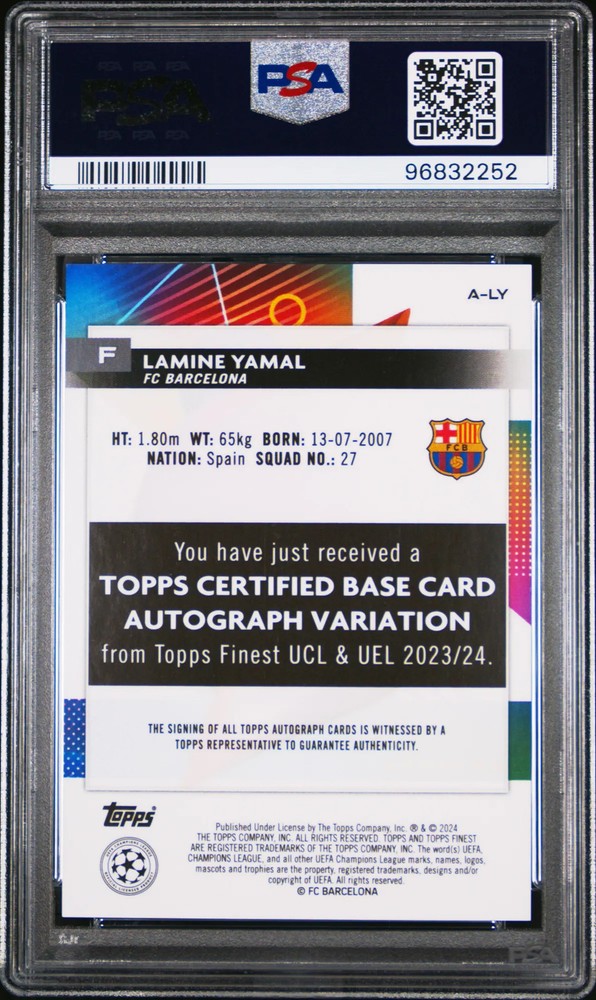 PSA
PSA
96832252
A-LY
F
LAMINE YAMAL
FC BARCELONA
HT: 1.80m WT: 65kg BORN: 13-07-2007
NATION: Spain SQUAD NO.: 27
FCB
You have just received a
TOPPS CERTIFIED BASE CARD
AUTOGRAPH VARIATION
from Topps Finest UCL & UEL 2023/24.
THE SIGNING OF ALL TOPPS AUTOGRAPH CARDS IS WITNESSED BY A
TOPPS REPRESENTATIVE TO GUARANTEE AUTHENTICITY.
Topps
Published Under License by The Topps Company, Inc. ® & © 2024
THE TOPPS COMPANY, INC. ALL RIGHTS RESERVED. TOPPS AND TOPPS FINEST
ARE REGISTERED TRADEMARKS OF THE TOPPS COMPANY, INC. The word(s) UEFA,
CHAMPIONS LEAGUE, and all other UEFA Champions League marks, names, logos,
mascots and trophies are the property, registered trademarks, designs and/or
copyright of UEFA. All rights reserved.
© FC BARCELONA
PSA